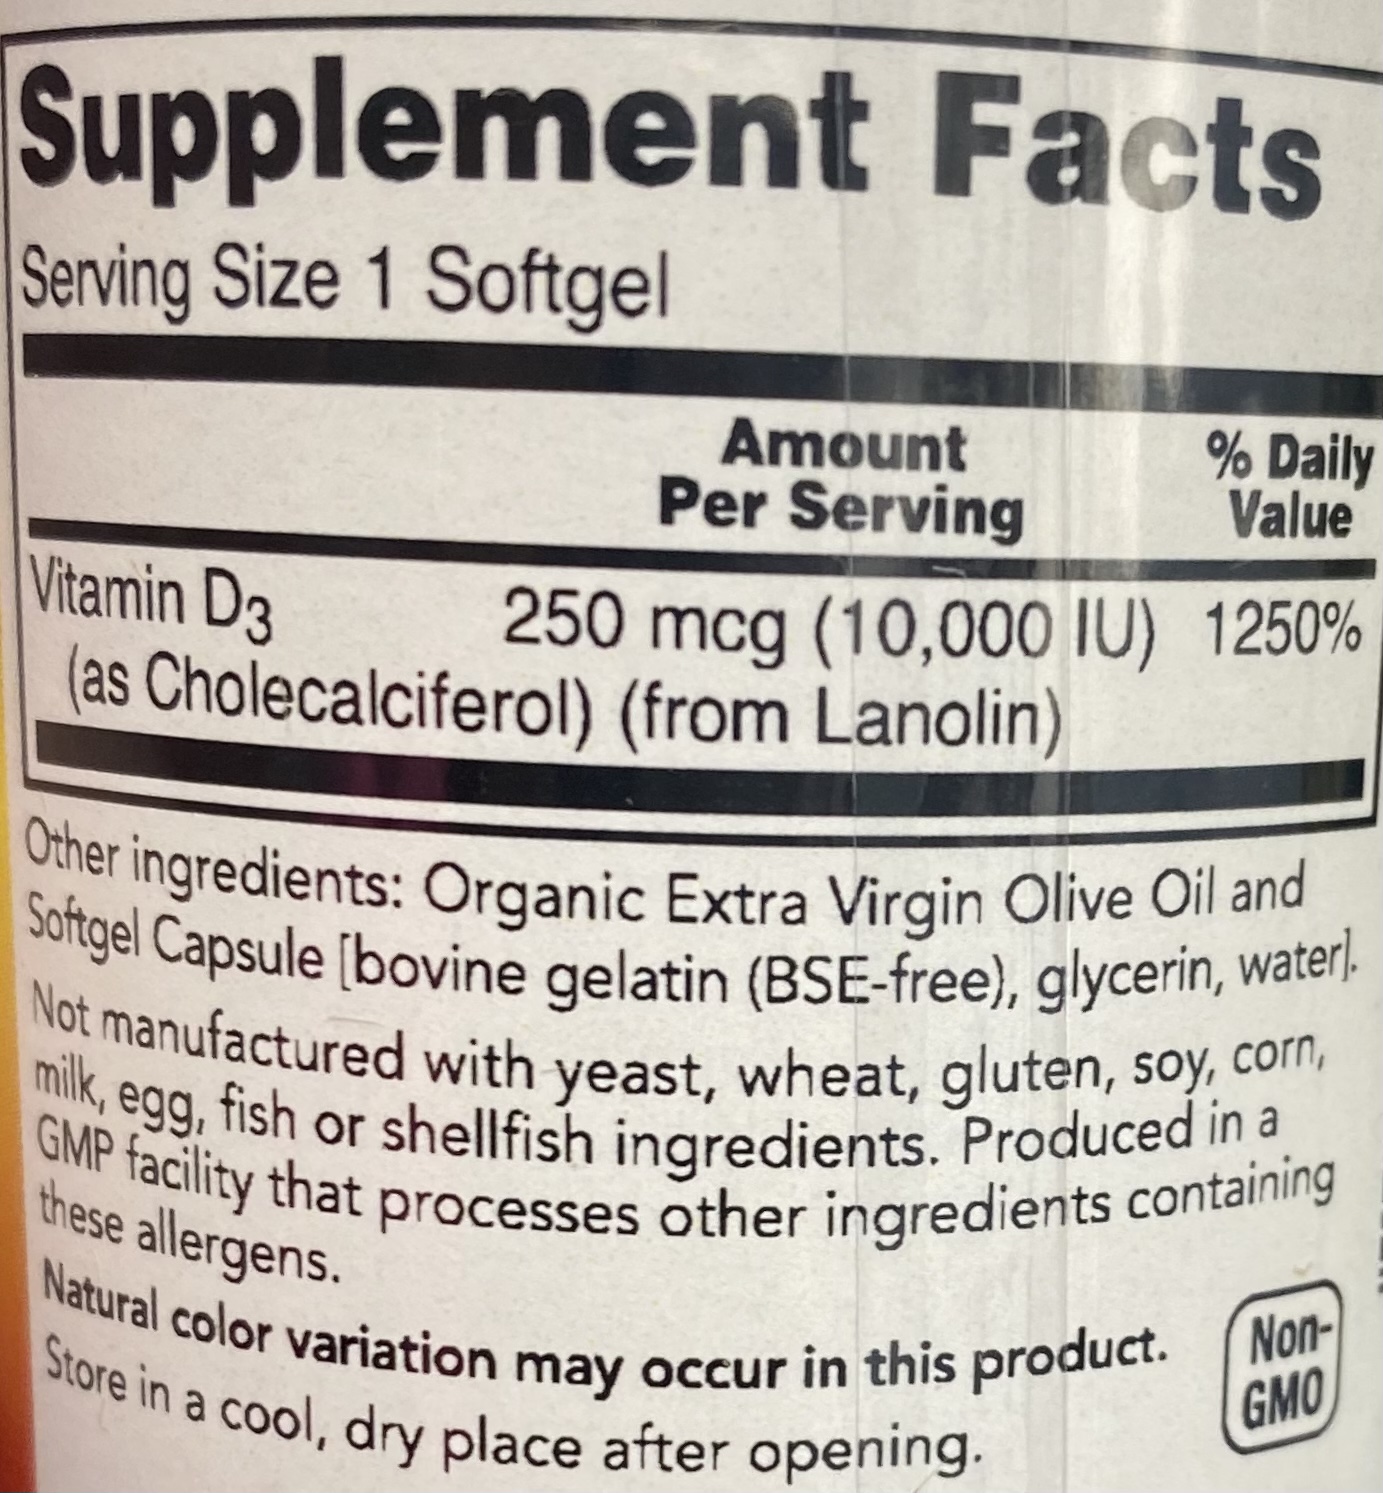 Supplement Facts
Serving Size 1 Softgel
Amount
Per Serving
% Daily
Value
Vitamin D3 250 mcg (10,000 IU) 1250%
(as Cholecalciferol) (from Lanolin)
Other ingredients: Organic Extra Virgin Olive Oil and
Softgel Capsule [bovine gelatin (BSE-free), glycerin, water].
Not manufactured with yeast, wheat, gluten, soy, corn,
milk, egg, fish or shellfish ingredients. Produced in a
GMP facility that processes other ingredients containing
these allergens.
Natural color variation may occur in this product.
Store in a cool, dry place after opening.
Non-
GMO